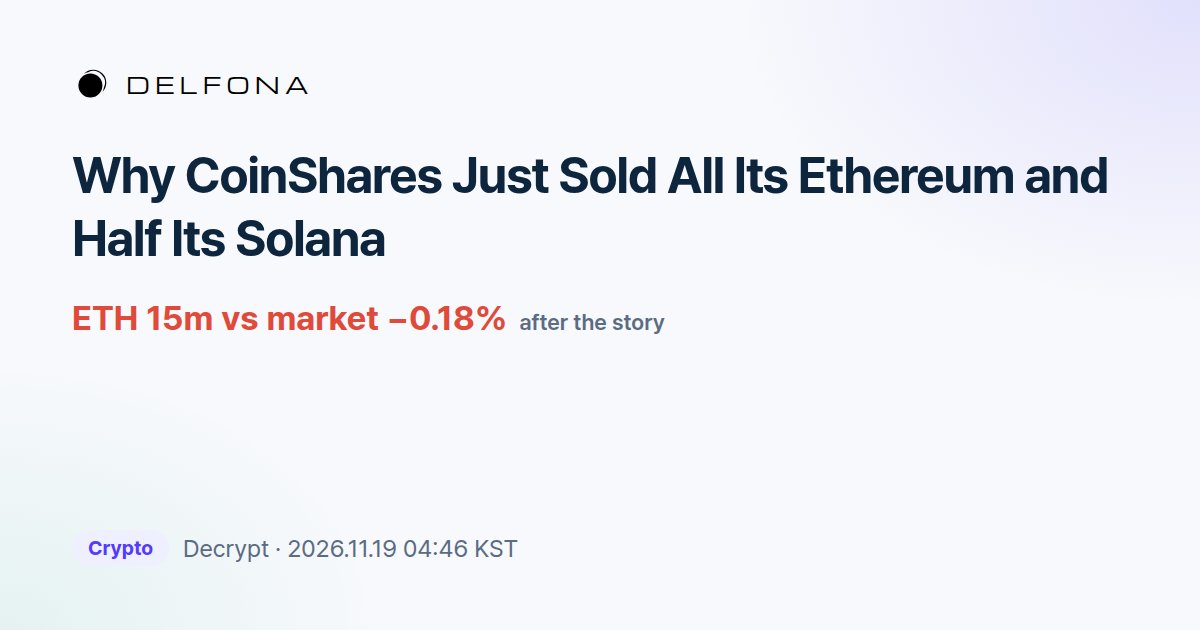 DELFONA
Why CoinShares Just Sold All Its Ethereum and
Half Its Solana
ETH 15m vs market −0.18% after the story
Crypto Decrypt · 2026.11.19 04:46 KST